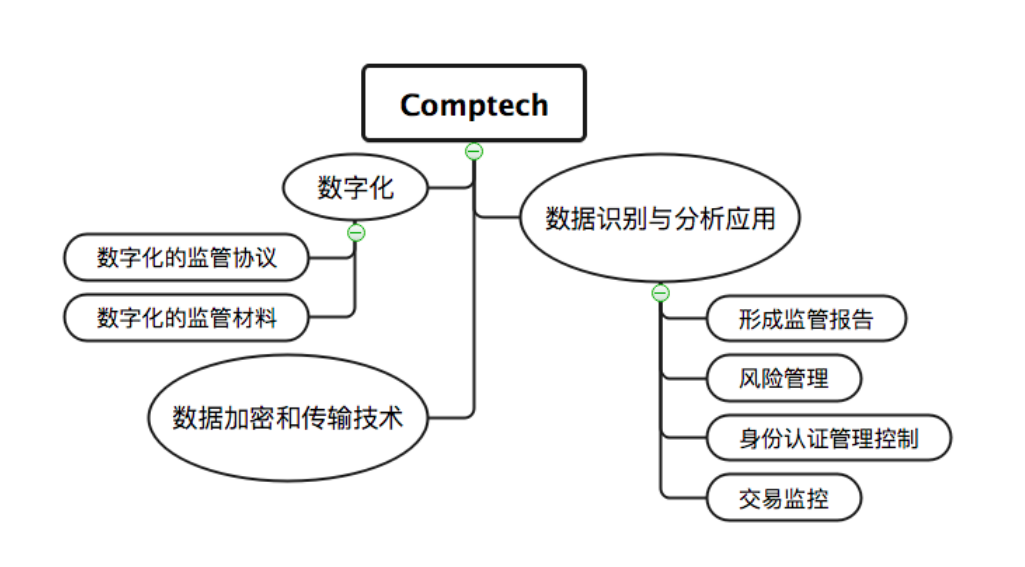 Comptech
数字化
数字化的监管协议
数字化的监管材料
数据加密和传输技术
数据识别与分析应用
形成监管报告
风险管理
身份认证管理控制
交易监控